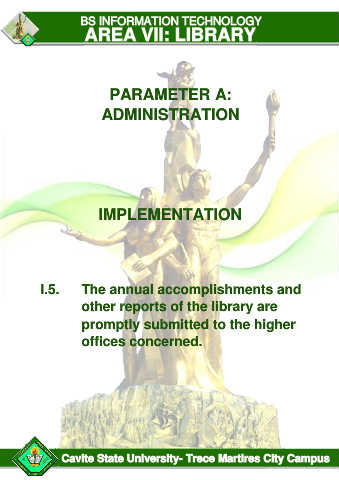 BS INFORMATION TECHNOLOGY
AREA VII: LIBRARY
PARAMETER A:
ADMINISTRATION
IMPLEMENTATION
I.5. The annual accomplishments and
other reports of the library are
promptly submitted to the higher
offices concerned.
Cavite State University- Trece Martires City Campus